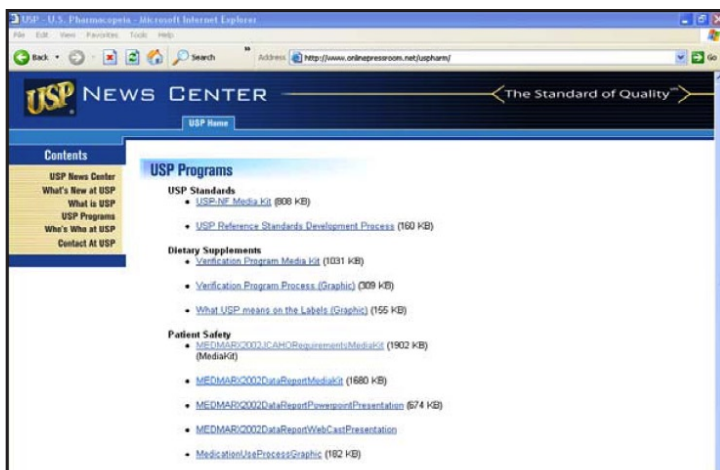 USP - U.S. Pharmacopeia - Microsoft Internet Explorer
File Edit View Favorites Tools Help
Back Search Address http://www.onlinepressroom.net/uspharm/ Go
USP NEWS CENTER The Standard of Quality℠
USP Home
Contents
USP News Center
What's New at USP
What is USP
USP Programs
Who's Who at USP
Contact At USP
USP Programs
USP Standards
• USP-NF Media Kit (808 KB)
• USP Reference Standards Development Process (160 KB)
Dietary Supplements
• Verification Program Media Kit (1031 KB)
• Verification Program Process (Graphic) (309 KB)
• What USP means on the Labels (Graphic) (155 KB)
Patient Safety
• MEDMARX2002JCAHORequirementsMediaKit (1902 KB)
(MediaKit)
• MEDMARX2002DataReportMediaKit (1680 KB)
• MEDMARX2002DataReportPowerpointPresentation (674 KB)
• MEDMARX2002DataReportWebCastPresentation
• MedicationUseProcessGraphic (182 KB)